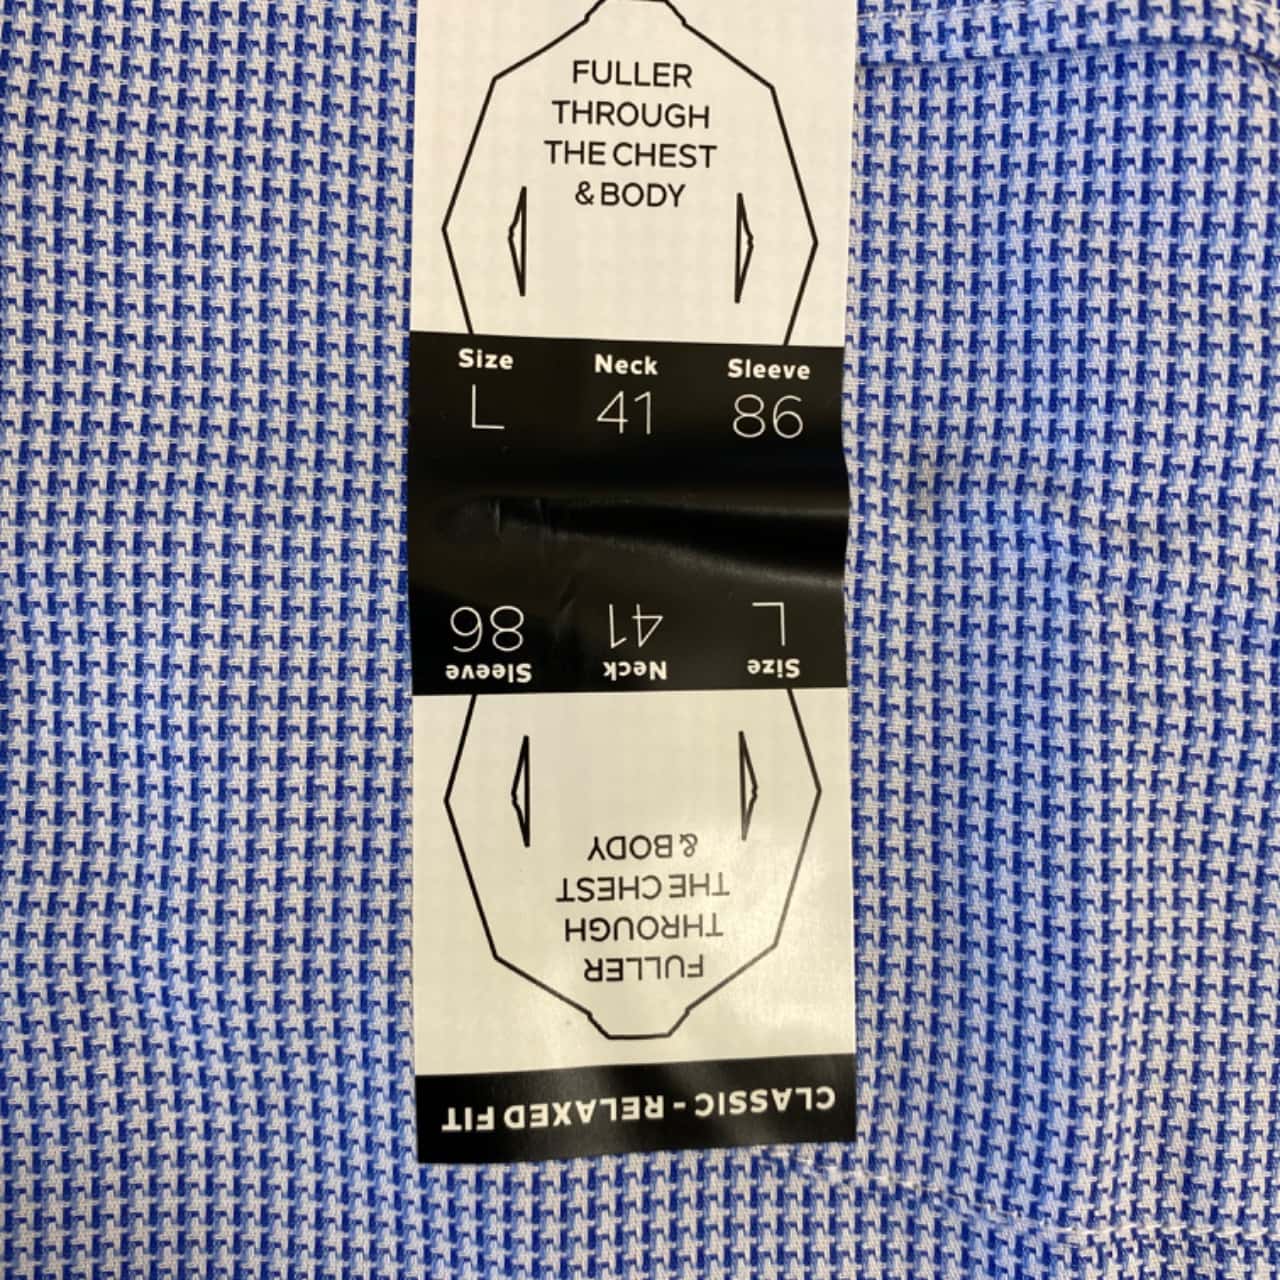 FULLER
THROUGH
THE CHEST
& BODY
Size Neck Sleeve
L 41 86
Size Neck Sleeve
L 41 86
FULLER
THROUGH
THE CHEST
& BODY
CLASSIC - RELAXED FIT